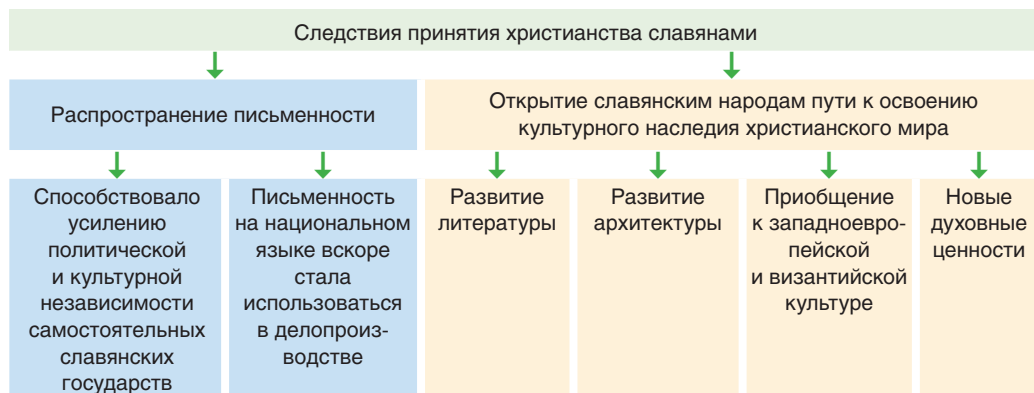 Следствия принятия христианства славянами
Распространение письменности
Открытие славянским народам пути к освоению
культурного наследия христианского мира
Способствовало
усилению
политической
и культурной
независимости
самостоятельных
славянских
государств
Письменность
на национальном
языке вскоре
стала
использоваться
в делопроиз-
водстве
Развитие
литературы
Развитие
архитектуры
Приобщение
к западноевро-
пейской
и византийской
культуре
Новые
духовные
ценности